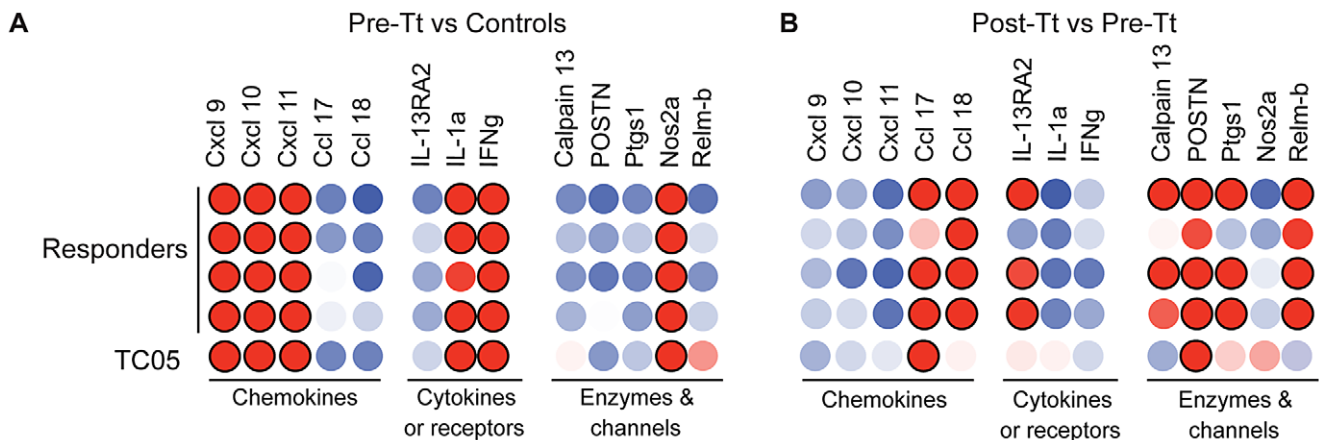 A
Pre-Tt vs Controls
Cxcl 9
Cxcl 10
Cxcl 11
Ccl 17
Ccl 18
IL-13RA2
IL-1a
IFNg
Calpain 13
POSTN
Ptgs1
Nos2a
Relm-b
Responders
TC05
Chemokines
Cytokines
or receptors
Enzymes &
channels
B
Post-Tt vs Pre-Tt
Cxcl 9
Cxcl 10
Cxcl 11
Ccl 17
Ccl 18
IL-13RA2
IL-1a
IFNg
Calpain 13
POSTN
Ptgs1
Nos2a
Relm-b
Chemokines
Cytokines
or receptors
Enzymes &
channels